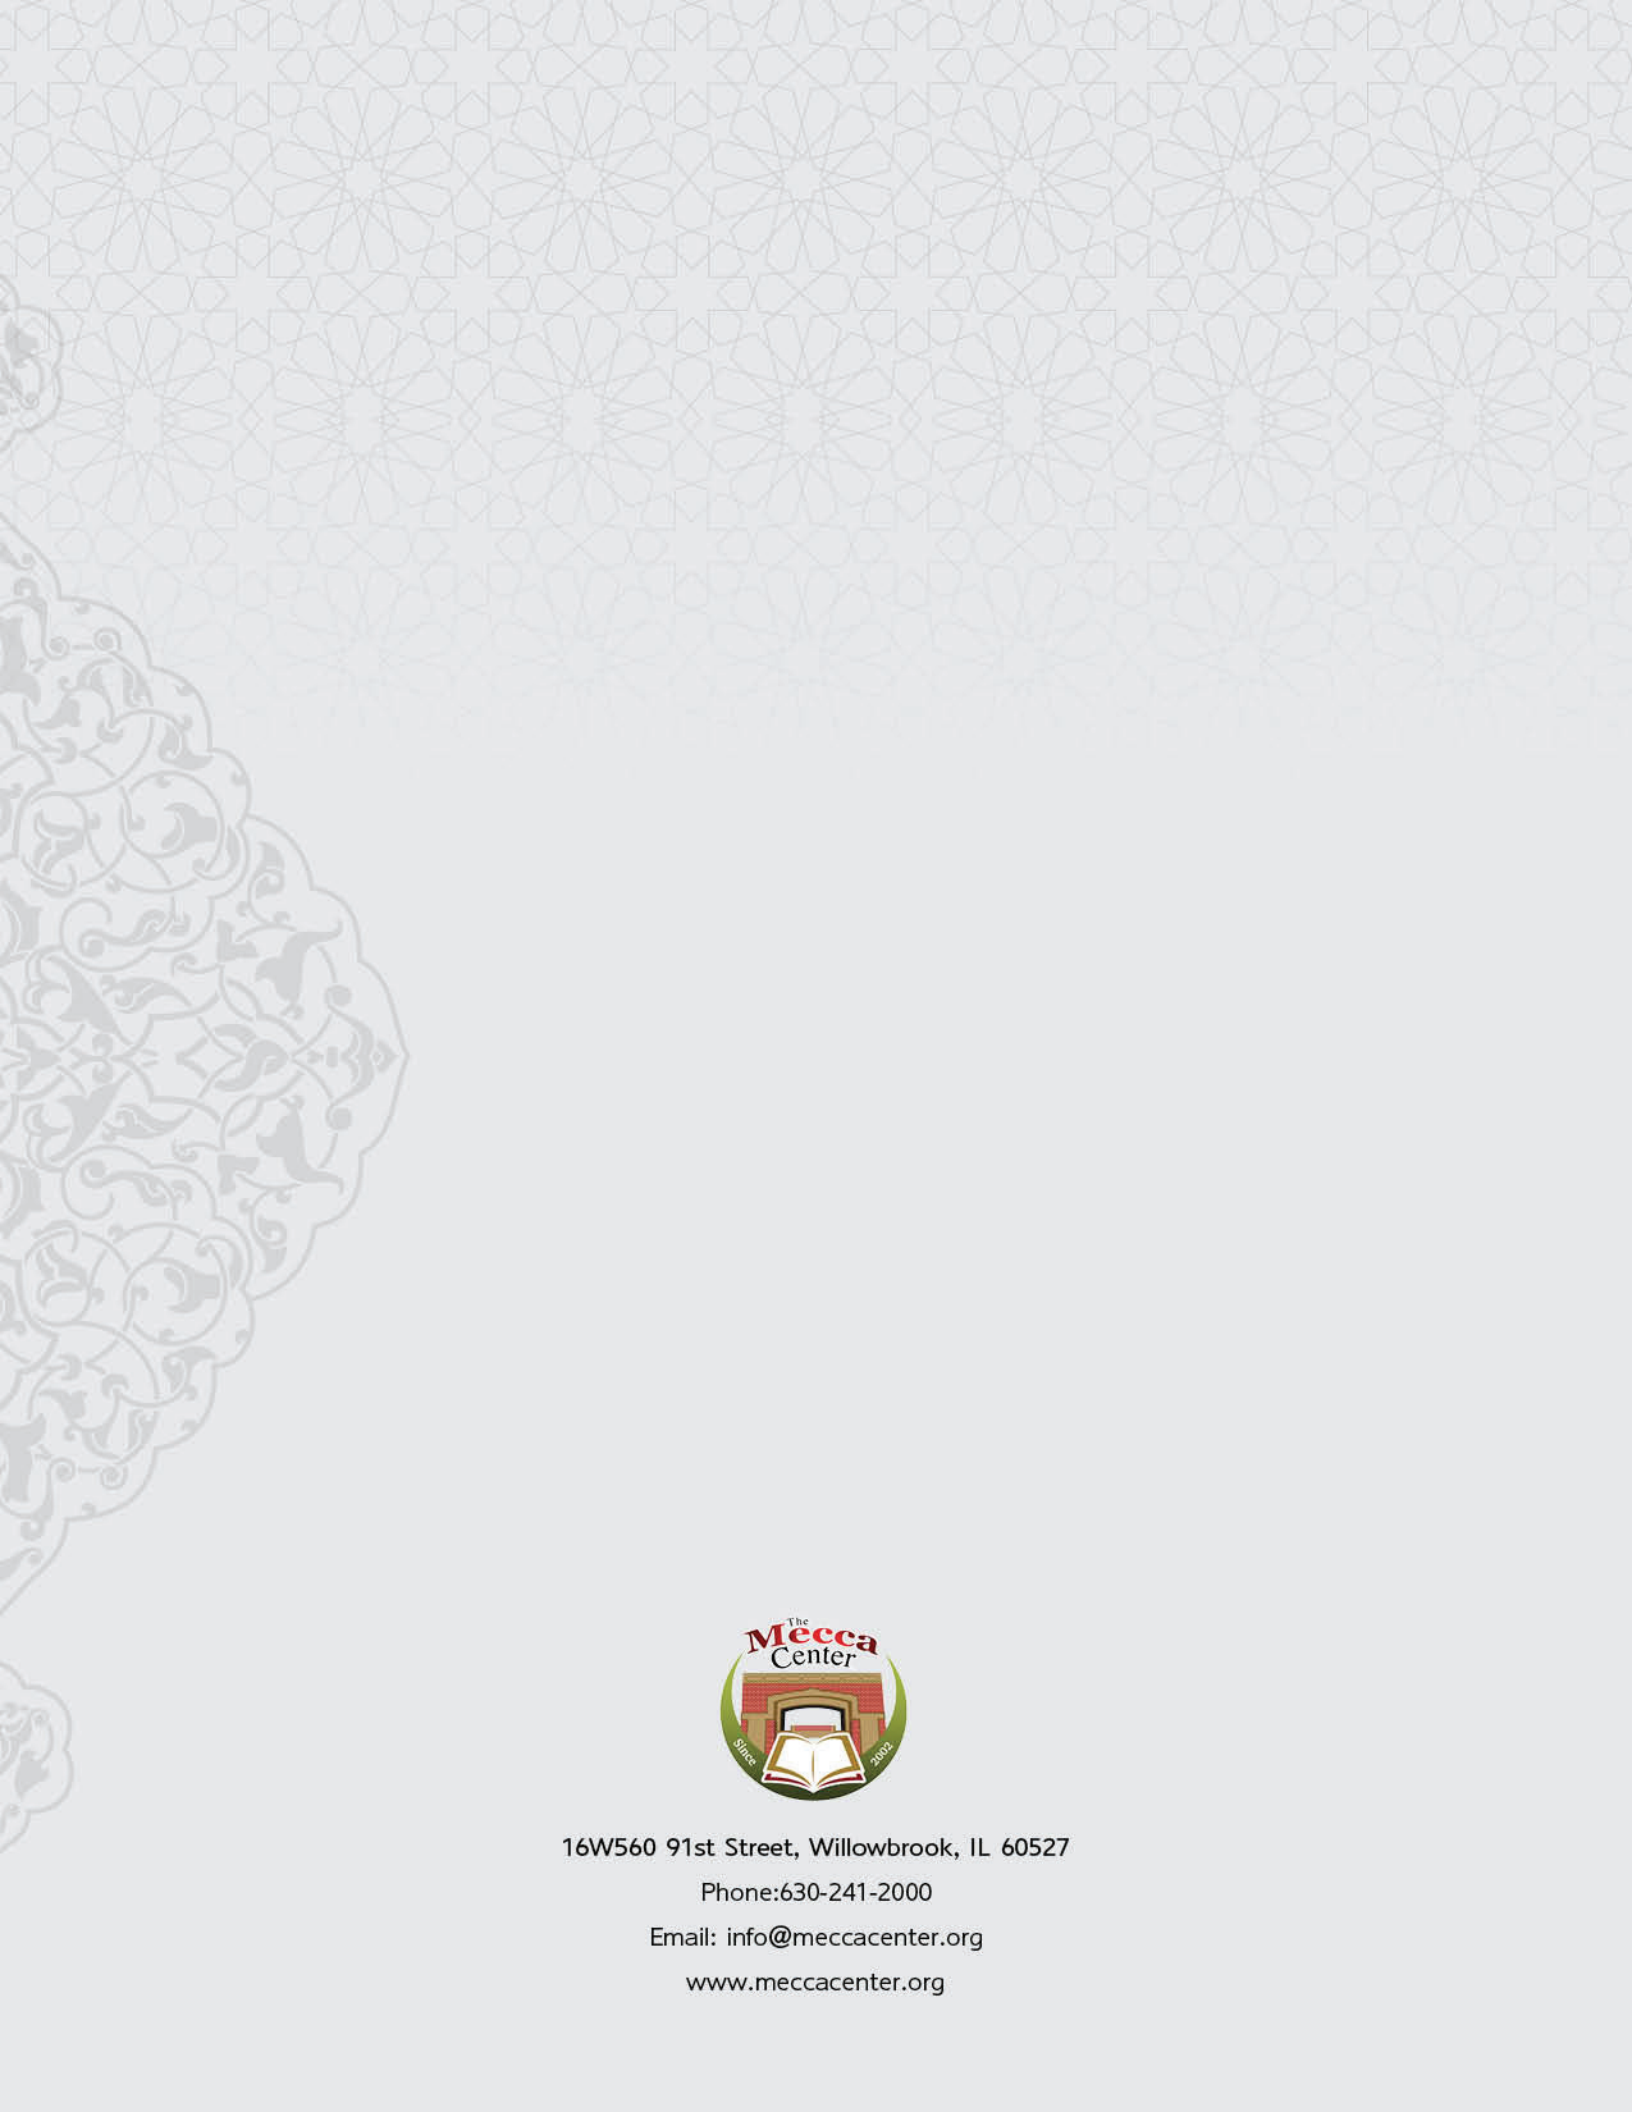 The
Mecca
Center
Since 2002
16W560 91st Street, Willowbrook, IL 60527
Phone:630-241-2000
Email: info@meccacenter.org
www.meccacenter.org